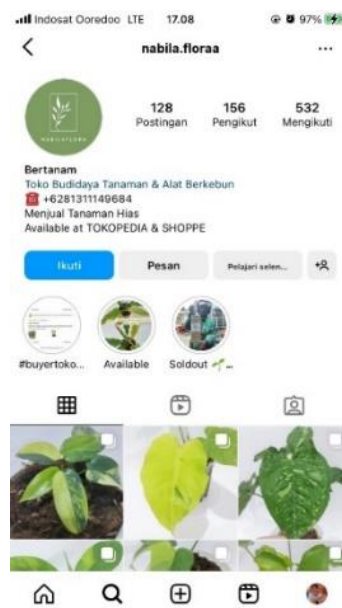 Indosat Ooredoo LTE 17.08 97%
nabila.floraa
NABILAFLORA
128 156 532
Postingan Pengikut Mengikuti
Bertanam
Toko Budidaya Tanaman & Alat Berkebun
+6281311149684
Menjual Tanaman Hias
Available at TOKOPEDIA & SHOPPE
Ikuti Pesan Pelajari selen...
#buyertoko... Available Soldout